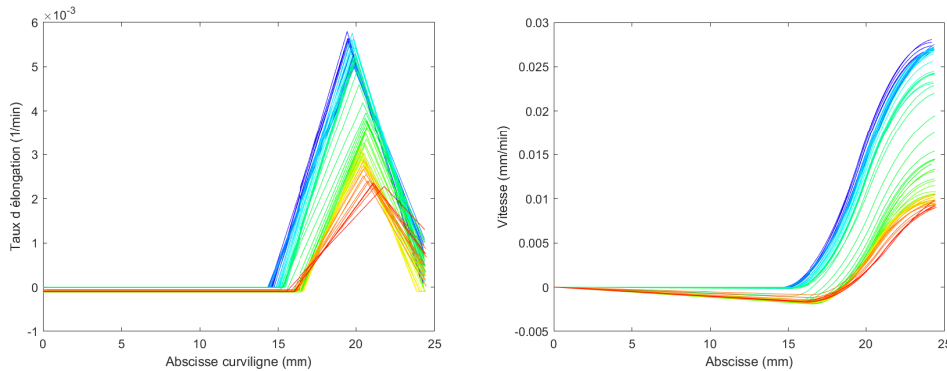 ×10⁻³
6
5
4
3
2
1
0
-1
0 5 10 15 20 25
Taux d élongation (1/min)
Abscisse curviligne (mm)
0.03
0.025
0.02
0.015
0.01
0.005
0
-0.005
0 5 10 15 20 25
Vitesse (mm/min)
Abscisse (mm)